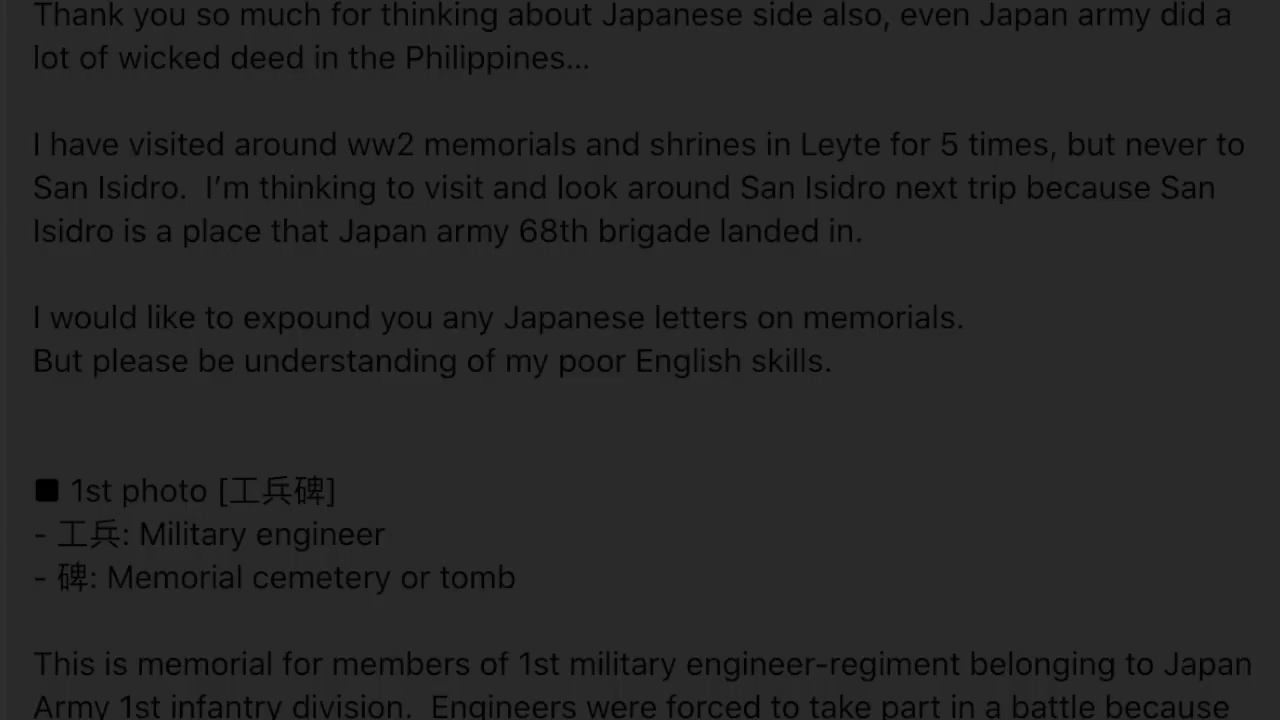 Thank you so much for thinking about Japanese side also, even Japan army did a
lot of wicked deed in the Philippines...
I have visited around ww2 memorials and shrines in Leyte for 5 times, but never to
San Isidro.  I’m thinking to visit and look around San Isidro next trip because San
Isidro is a place that Japan army 68th brigade landed in.
I would like to expound you any Japanese letters on memorials.
But please be understanding of my poor English skills.
■ 1st photo [工兵碑]
- 工兵: Military engineer
- 碑: Memorial cemetery or tomb
This is memorial for members of 1st military engineer-regiment belonging to Japan
Army 1st infantry division.  Engineers were forced to take part in a battle because